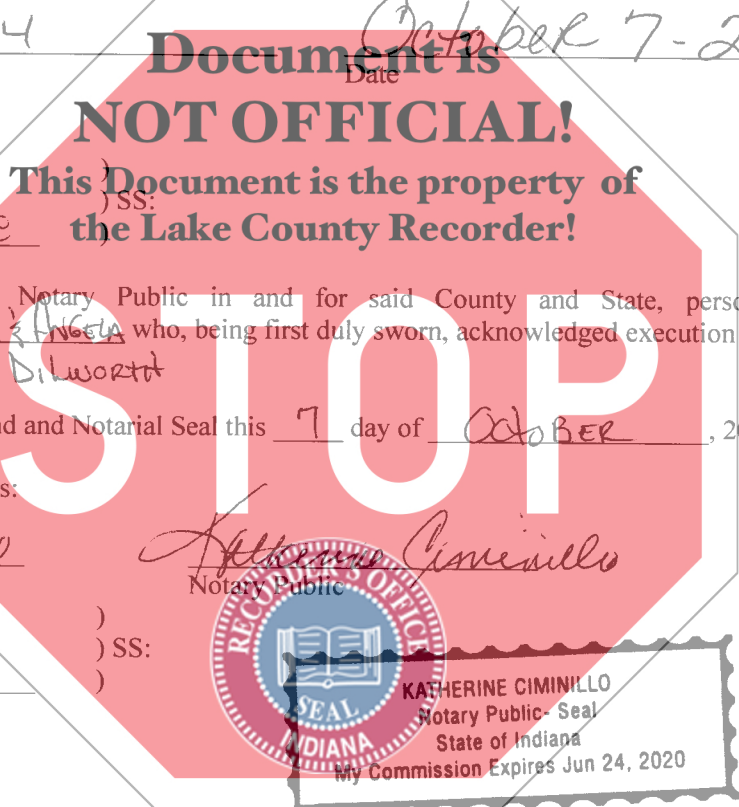 4 October 7-2
Document is
Date
NOT OFFICIAL!
This Document is the property of
) SS:
the Lake County Recorder!
)
Notary Public in and for said County and State, perso
& ANGELA who, being first duly sworn, acknowledged execution
DILWORTH
nd and Notarial Seal this 7 day of OctoBER , 20
STOP
s:
Katherine Ciminillo
Notary Public
RECORDER'S OFFICE
SEAL
INDIANA
)
) SS:
)
KATHERINE CIMINILLO
Notary Public- Seal
State of Indiana
My Commission Expires Jun 24, 2020